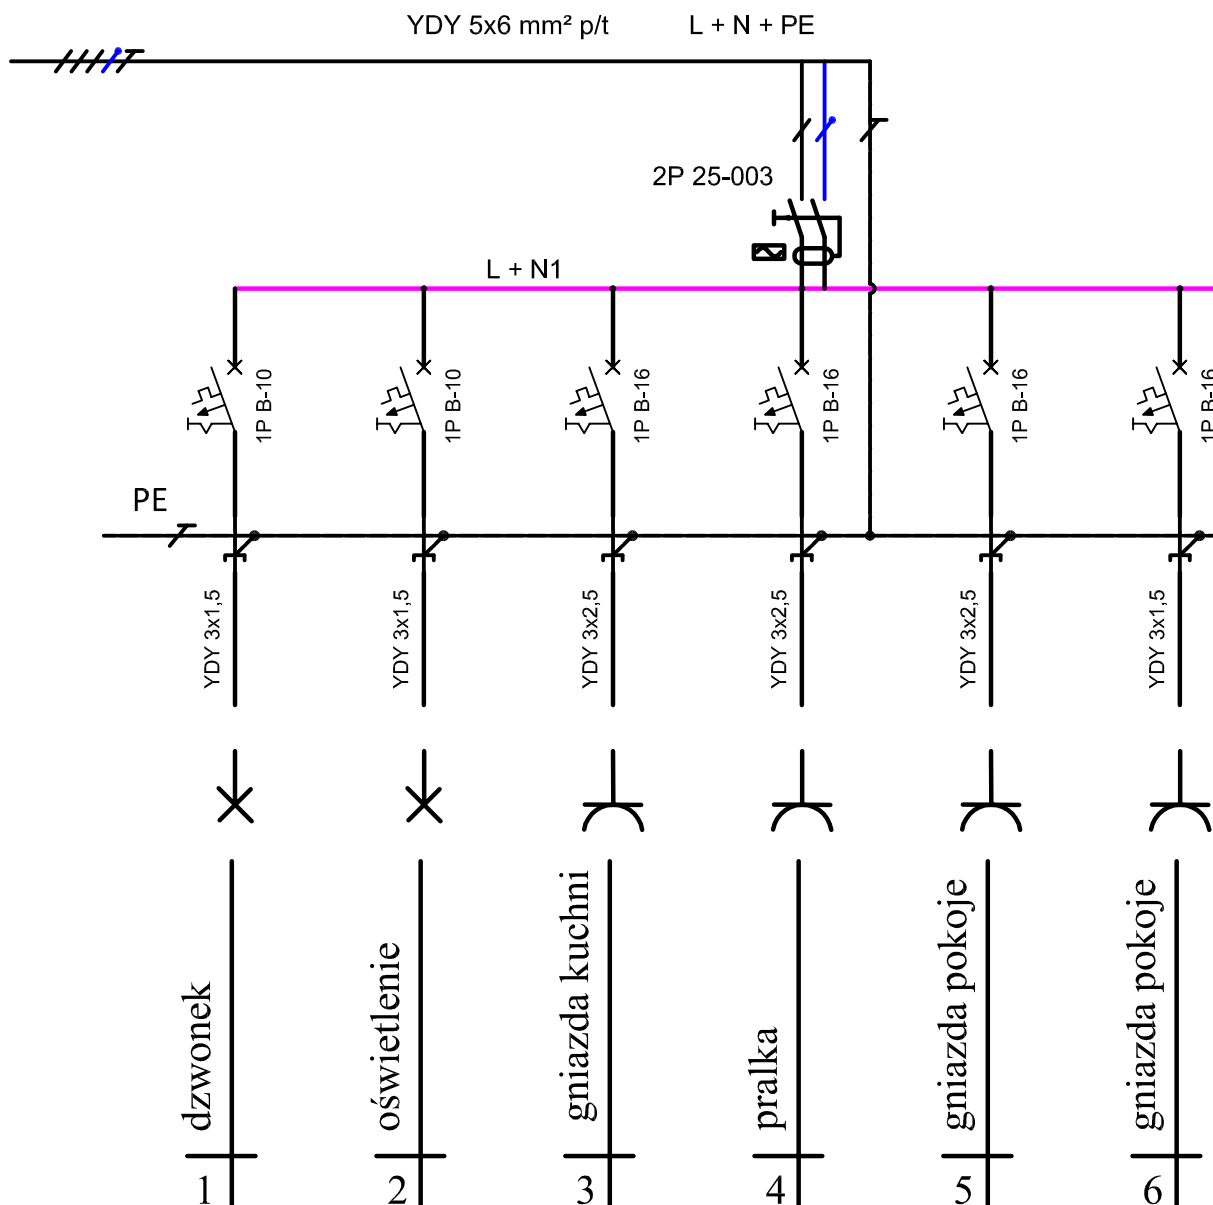 YDY 5x6 mm² p/t
L + N + PE
2P 25-003
L + N1
1P B-10
1P B-10
1P B-16
1P B-16
1P B-16
1P B-16
PE
YDY 3x1,5
YDY 3x1,5
YDY 3x2,5
YDY 3x2,5
YDY 3x2,5
YDY 3x1,5
dzwonek
oświetlenie
gniazda kuchni
pralka
gniazda pokoje
gniazda pokoje
1
2
3
4
5
6